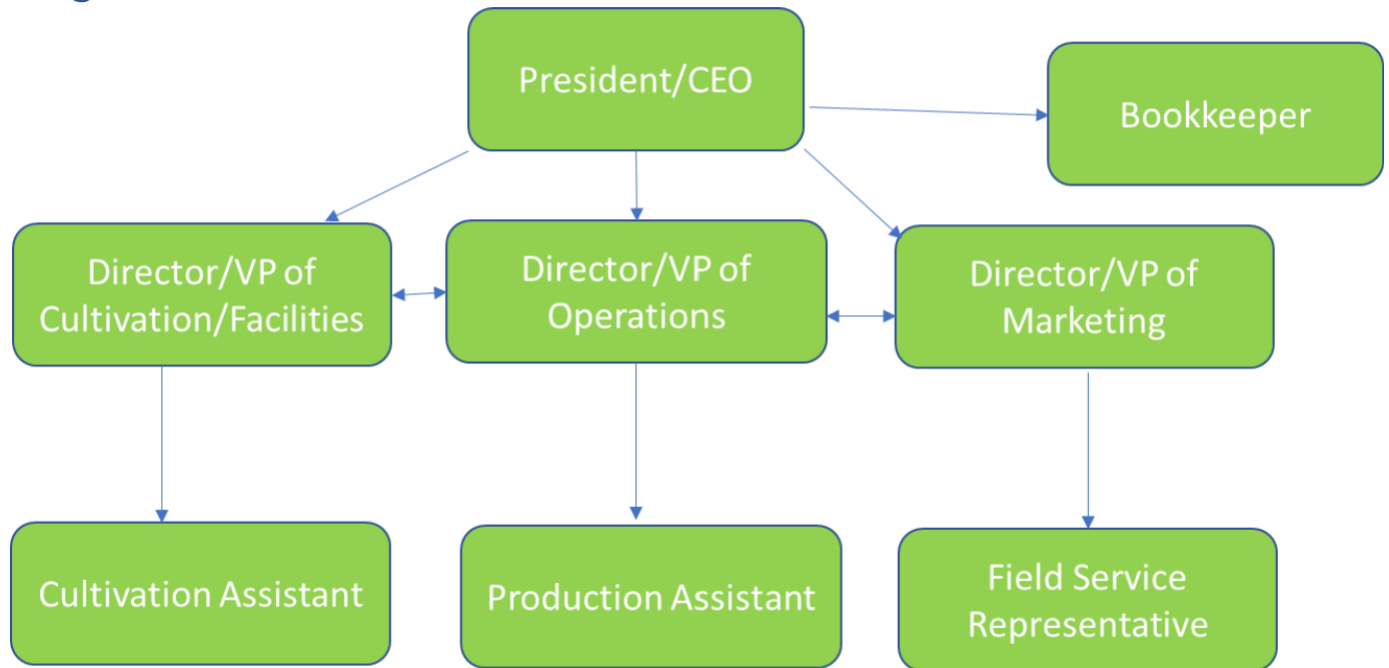 President/CEO
Bookkeeper
Director/VP of
Cultivation/Facilities
Director/VP of
Operations
Director/VP of
Marketing
Cultivation Assistant
Production Assistant
Field Service
Representative